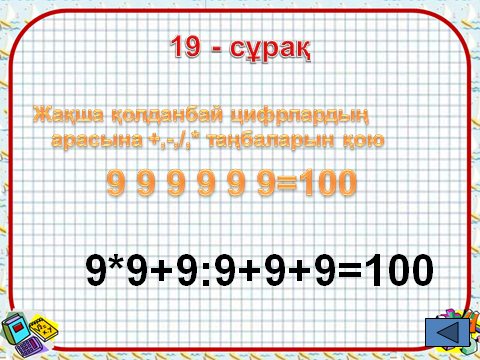 19 - сұрақ
Жақша қолданбай цифрлардың
арасына +,-,/,* таңбаларын қою
9 9 9 9 9 9=100
9*9+9:9+9+9=100